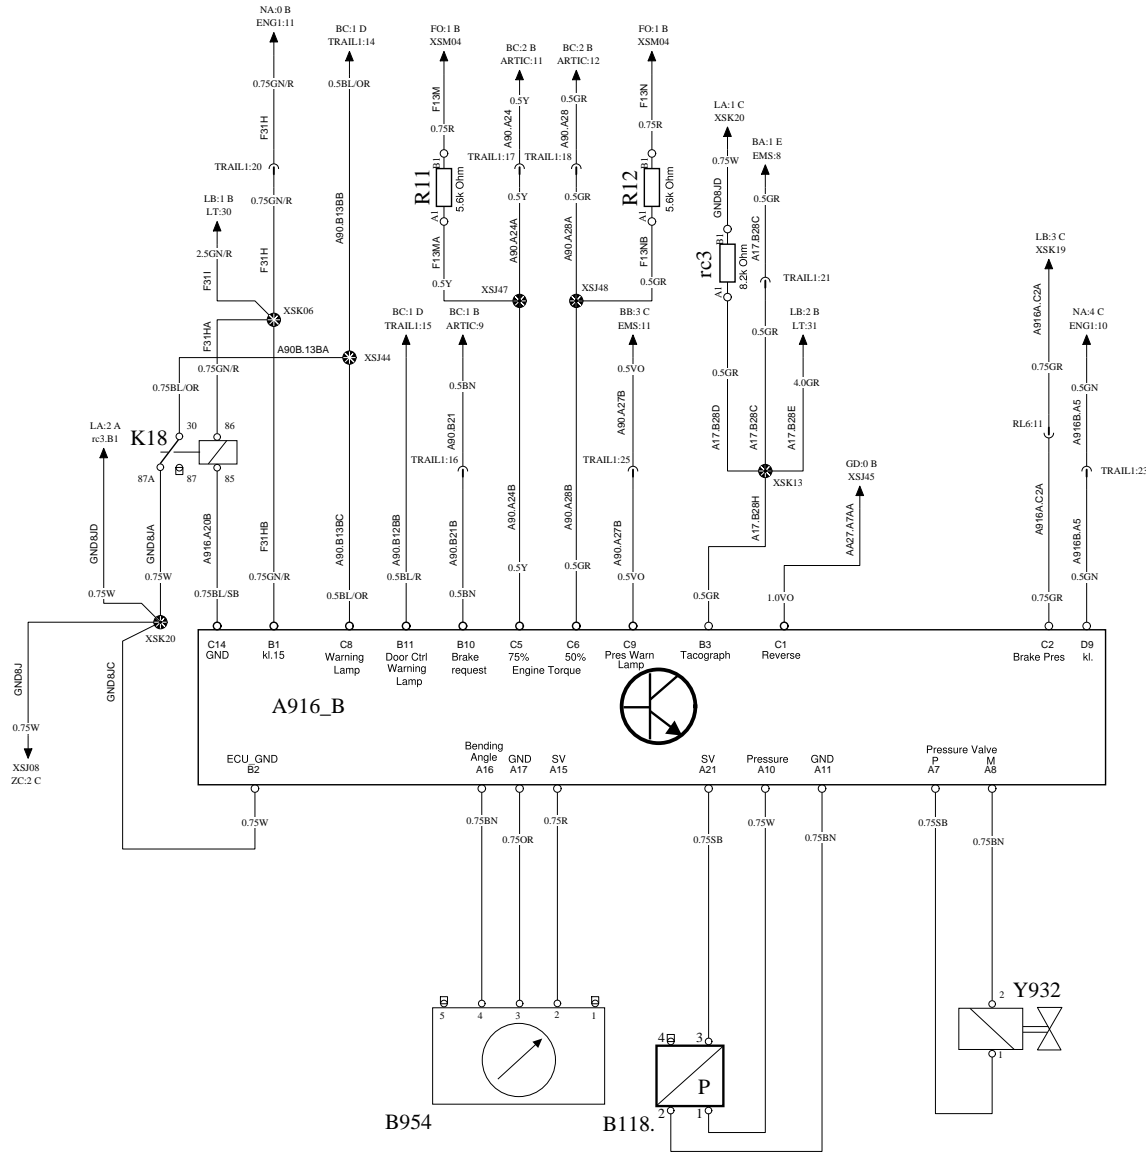 NA:0 B
ENG1:11
BC:1 D
TRAIL1:14
FO:1 B
XSM04
BC:2 B
ARTIC:11
BC:2 B
ARTIC:12
FO:1 B
XSM04
0.75GN/R
0.5BL/OR
F13M
0.5Y
0.5GR
F13N
LA:1 C
XSK20
F31H
0.75R
A90.A24
A90.A28
0.75R
BA:1 E
EMS:8
TRAIL1:20
TRAIL1:17
TRAIL1:18
0.75W
B1
R11
5.6k Ohm
A1
B1
R12
5.6k Ohm
A1
0.75GN/R
0.5Y
0.5GR
GND8JD
0.5GR
LB:1 B
LT:30
A90.B13BB
A17.B28C
2.5GN/R
F31H
F13MA
A90.A24A
A90.A28A
F13NB
B1
rc3
8.2k Ohm
A1
LB:3 C
XSK19
F31I
0.5Y
XSJ47
XSJ48
0.5GR
TRAIL1:21
XSK06
A916A.C2A
F31HA
BC:1 D
TRAIL1:15
BC:1 B
ARTIC:9
BB:3 C
EMS:11
0.5GR
LB:2 B
LT:31
NA:4 C
ENG1:10
A90B.13BA
XSJ44
0.75GN/R
0.5VO
0.5GR
4.0GR
0.75GR
0.75BL/OR
0.5BN
0.5GN
A90.A27B
A90.B21
A17.B28D
A17.B28C
A17.B28E
A916B.A5
LA:2 A
rc3.B1
K18
30
86
RL6:11
87A
87
85
TRAIL1:16
TRAIL1:25
XSK13
GD:0 B
XSJ45
TRAIL1:23
GND8JD
GND8JA
A916.A20B
F31HB
A90.B13BC
A90.B12BB
A90.B21B
A90.A24B
A90.A28B
A90.A27B
A17.B28H
AA27.A7AA
A916A.C2A
A916B.A5
0.75W
0.75W
0.75BL/SB
0.75GN/R
0.5BL/OR
0.5BL/R
0.5BN
0.5Y
0.5GR
0.5VO
0.5GR
1.0VO
0.75GR
0.5GN
XSK20
C14
GND
B1
kl.15
C8
Warning
Lamp
B11
Door Ctrl
Warning
Lamp
B10
Brake
request
C5
75%
C6
50%
Engine Torque
C9
Pres Warn
Lamp
B3
Tacograph
C1
Reverse
C2
Brake Pres
D9
kl.
GND8J
GND8JC
A916_B
0.75W
XSJ08
ZC:2 C
ECU_GND
B2
Bending
Angle
A16
GND
A17
SV
A15
SV
A21
Pressure
A10
GND
A11
Pressure Valve
P
A7
M
A8
0.75W
0.75BN
0.75OR
0.75R
0.75SB
0.75W
0.75BN
0.75SB
0.75BN
5
4
3
2
1
B954
4
3
P
2
1
B118.
2
Y932
1